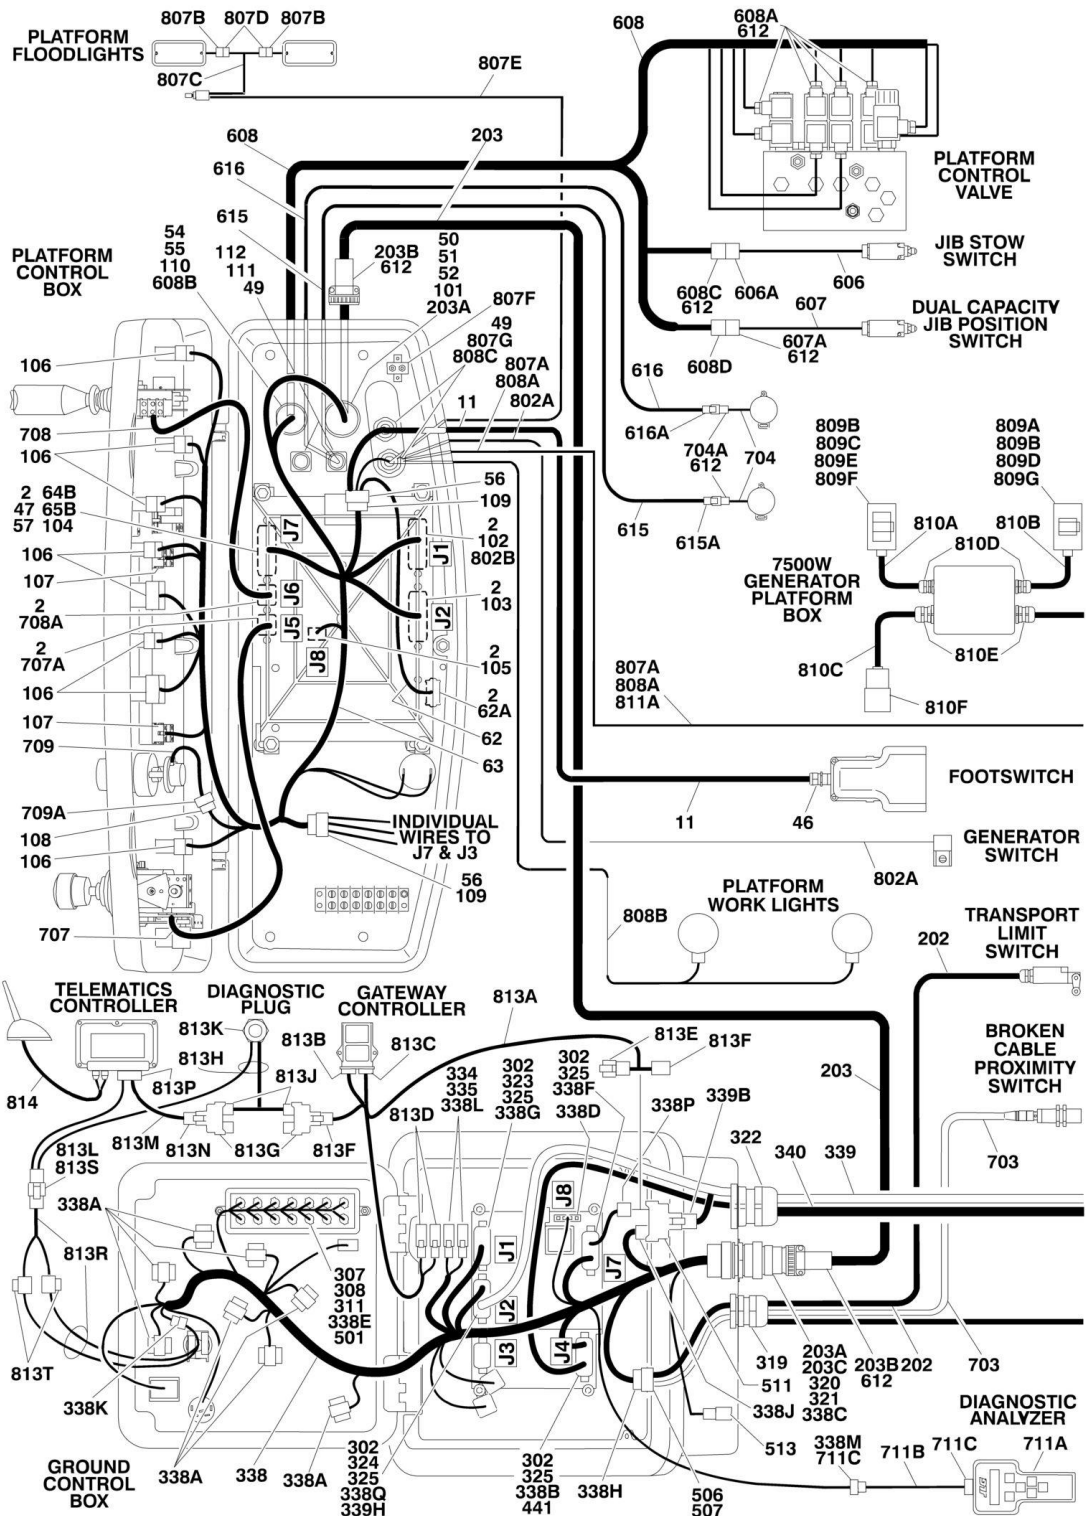 807B 807D 807B
PLATFORM
FLOODLIGHTS
807C
807E
608
608A
612
PLATFORM
CONTROL
VALVE
608
203
616
615
54
55
110
608B
112
111
49
203B
612
50
51
52
101
203A
807F
49
807G
808C
807A
808A
802A
11
PLATFORM
CONTROL
BOX
JIB STOW
SWITCH
608C
612
606A
606
607
607A
612
608D
DUAL CAPACITY
JIB POSITION
SWITCH
616
616A
704A
612
704
615
615A
106
708
106
2 64B
47 65B
57 104
106
107
2
708A
2
707A
106
107
709
709A
108
106
707
J7
J6
J5
J8
J1
J2
56
109
2
102
802B
2
103
2
105
2
62A
62
63
INDIVIDUAL
WIRES TO
J7 & J3
56
109
809B
809C
809E
809F
809A
809B
809D
809G
810A
810B
810D
7500W
GENERATOR
PLATFORM
BOX
810C
810E
810F
807A
808A
811A
FOOTSWITCH
11
46
GENERATOR
SWITCH
802A
PLATFORM
WORK LIGHTS
808B
TRANSPORT
LIMIT
SWITCH
202
BROKEN
CABLE
PROXIMITY
SWITCH
203
703
TELEMATICS
CONTROLLER
DIAGNOSTIC
PLUG
GATEWAY
CONTROLLER
813A
813K
813H
813B
813C
813E
813F
814
813P
813J
813L
813S
813M
813N
813G
813F
813D
334
335
338L
302
323
325
338G
302
325
338F
338D
338P
339B
322
340
339
338A
813R
813T
338K
307
308
311
338E
501
J1
J2
J3
J8
J7
J4
338A
338
338A
GROUND
CONTROL
BOX
302
324
325
338Q
339H
302
325
338B
441
338H
506
507
319
511
338J
513
203A
203C
320
321
338C
203B
612
202
703
DIAGNOSTIC
ANALYZER
338M
711C
711B
711C
711A
JLG